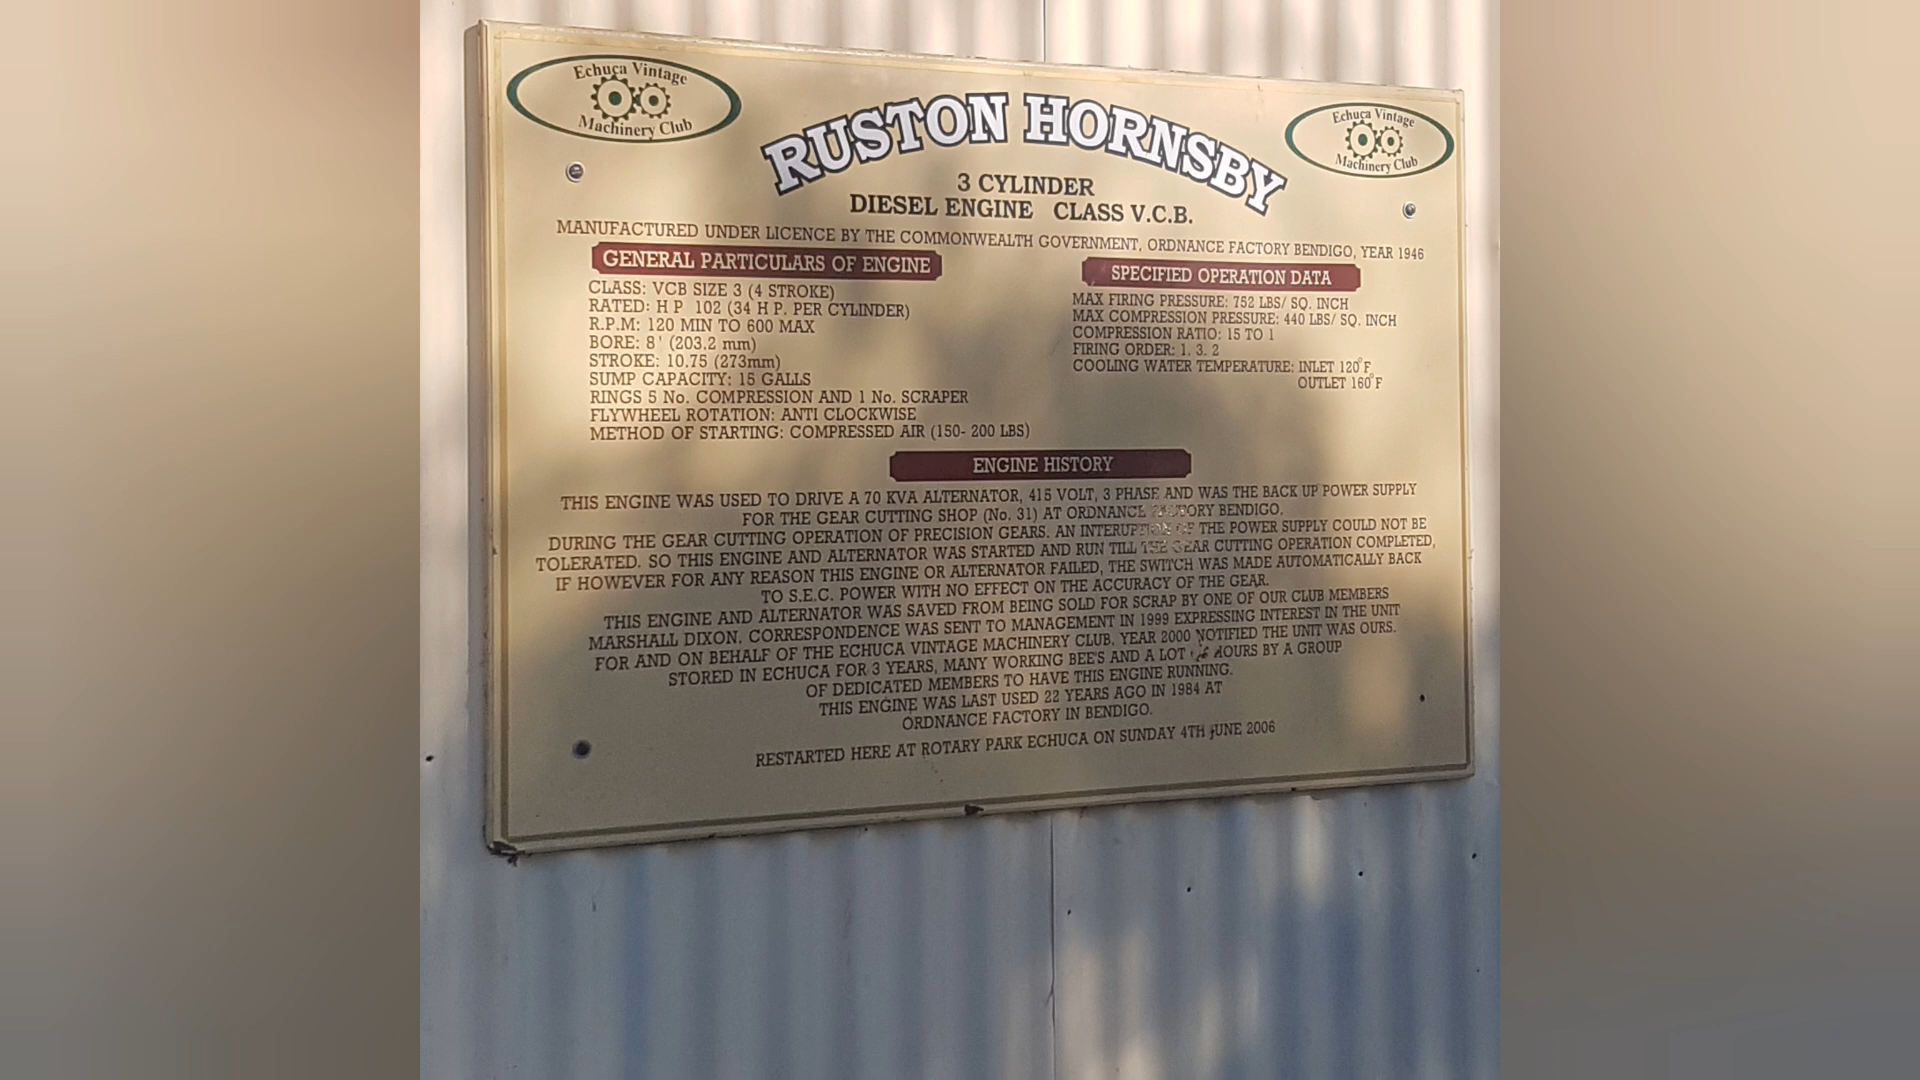 Echuca Vintage
Machinery Club
RUSTON HORNSBY
Echuca Vintage
Machinery Club
3 CYLINDER
DIESEL ENGINE CLASS V.C.B.
MANUFACTURED UNDER LICENCE BY THE COMMONWEALTH GOVERNMENT, ORDNANCE FACTORY BENDIGO, YEAR 1946
GENERAL PARTICULARS OF ENGINE
CLASS: VCB SIZE 3 (4 STROKE)
RATED: H P 102 (34 H P. PER CYLINDER)
R.P.M: 120 MIN TO 600 MAX
BORE: 8' (203.2 mm)
STROKE: 10.75 (273mm)
SUMP CAPACITY: 15 GALLS
RINGS 5 No. COMPRESSION AND 1 No. SCRAPER
FLYWHEEL ROTATION: ANTI CLOCKWISE
METHOD OF STARTING: COMPRESSED AIR (150- 200 LBS)
SPECIFIED OPERATION DATA
MAX FIRING PRESSURE: 752 LBS/ SQ. INCH
MAX COMPRESSION PRESSURE: 440 LBS/ SQ. INCH
COMPRESSION RATIO: 15 TO 1
FIRING ORDER: 1. 3. 2
COOLING WATER TEMPERATURE: INLET 120°F
OUTLET 160°F
ENGINE HISTORY
THIS ENGINE WAS USED TO DRIVE A 70 KVA ALTERNATOR, 415 VOLT, 3 PHASE AND WAS THE BACK UP POWER SUPPLY
FOR THE GEAR CUTTING SHOP (No. 31) AT ORDNANCE FACTORY BENDIGO.
DURING THE GEAR CUTTING OPERATION OF PRECISION GEARS. AN INTERUPTION OF THE POWER SUPPLY COULD NOT BE
TOLERATED. SO THIS ENGINE AND ALTERNATOR WAS STARTED AND RUN TILL THE GEAR CUTTING OPERATION COMPLETED,
IF HOWEVER FOR ANY REASON THIS ENGINE OR ALTERNATOR FAILED, THE SWITCH WAS MADE AUTOMATICALLY BACK
TO S.E.C. POWER WITH NO EFFECT ON THE ACCURACY OF THE GEAR.
THIS ENGINE AND ALTERNATOR WAS SAVED FROM BEING SOLD FOR SCRAP BY ONE OF OUR CLUB MEMBERS
MARSHALL DIXON. CORRESPONDENCE WAS SENT TO MANAGEMENT IN 1999 EXPRESSING INTEREST IN THE UNIT
FOR AND ON BEHALF OF THE ECHUCA VINTAGE MACHINERY CLUB. YEAR 2000 NOTIFIED THE UNIT WAS OURS.
STORED IN ECHUCA FOR 3 YEARS, MANY WORKING BEE'S AND A LOT OF HOURS BY A GROUP
OF DEDICATED MEMBERS TO HAVE THIS ENGINE RUNNING.
THIS ENGINE WAS LAST USED 22 YEARS AGO IN 1984 AT
ORDNANCE FACTORY IN BENDIGO.
RESTARTED HERE AT ROTARY PARK ECHUCA ON SUNDAY 4TH JUNE 2006